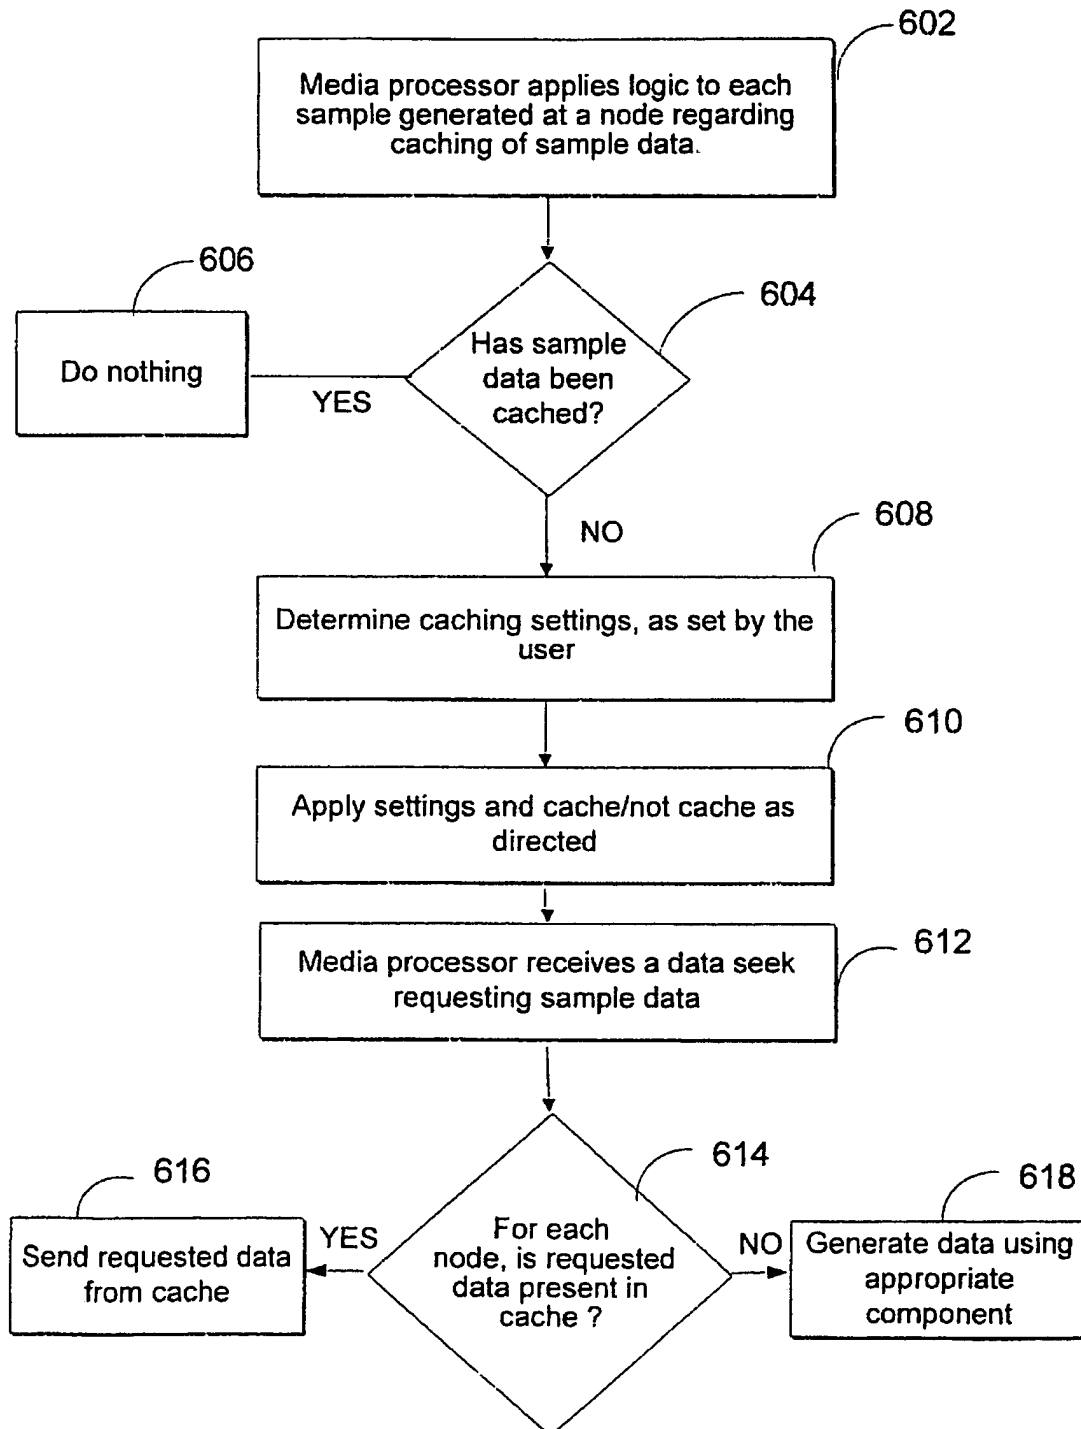 602
Media processor applies logic to each
sample generated at a node regarding
caching of sample data.
606
604
Do nothing
YES
Has sample
data been
cached?
NO
608
Determine caching settings, as set by the
user
610
Apply settings and cache/not cache as
directed
612
Media processor receives a data seek
requesting sample data
614
616
618
Send requested data
from cache
YES
For each
node, is requested
data present in
cache ?
NO
Generate data using
appropriate
component